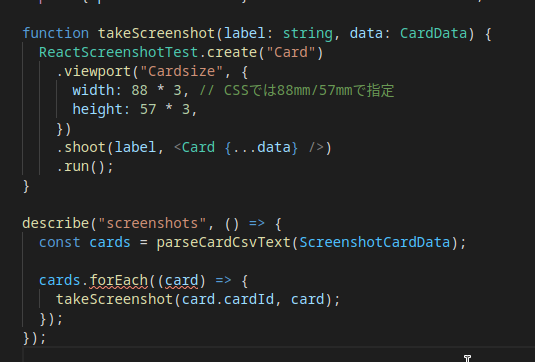 function takeScreenshot(label: string, data: CardData) {
  ReactScreenshotTest.create("Card")
    .viewport("Cardsize", {
      width: 88 * 3, // CSSでは88mm/57mmで指定
      height: 57 * 3,
    })
    .shoot(label, <Card {...data} />)
    .run();
}
describe("screenshots", () => {
  const cards = parseCardCsvText(ScreenshotCardData);
  cards.forEach((card) => {
    takeScreenshot(card.cardId, card);
  });
});